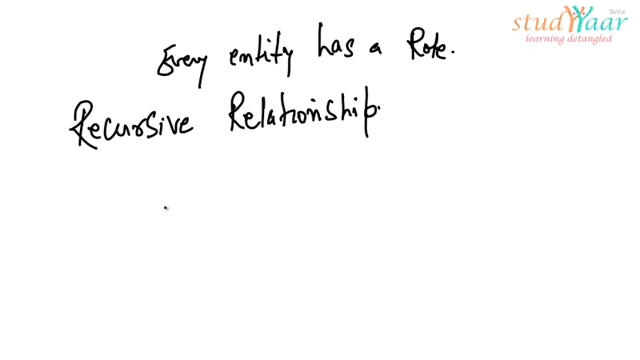 Beta
studYaar
learning detangled
Every entity has a Role.
Recursive Relationship.